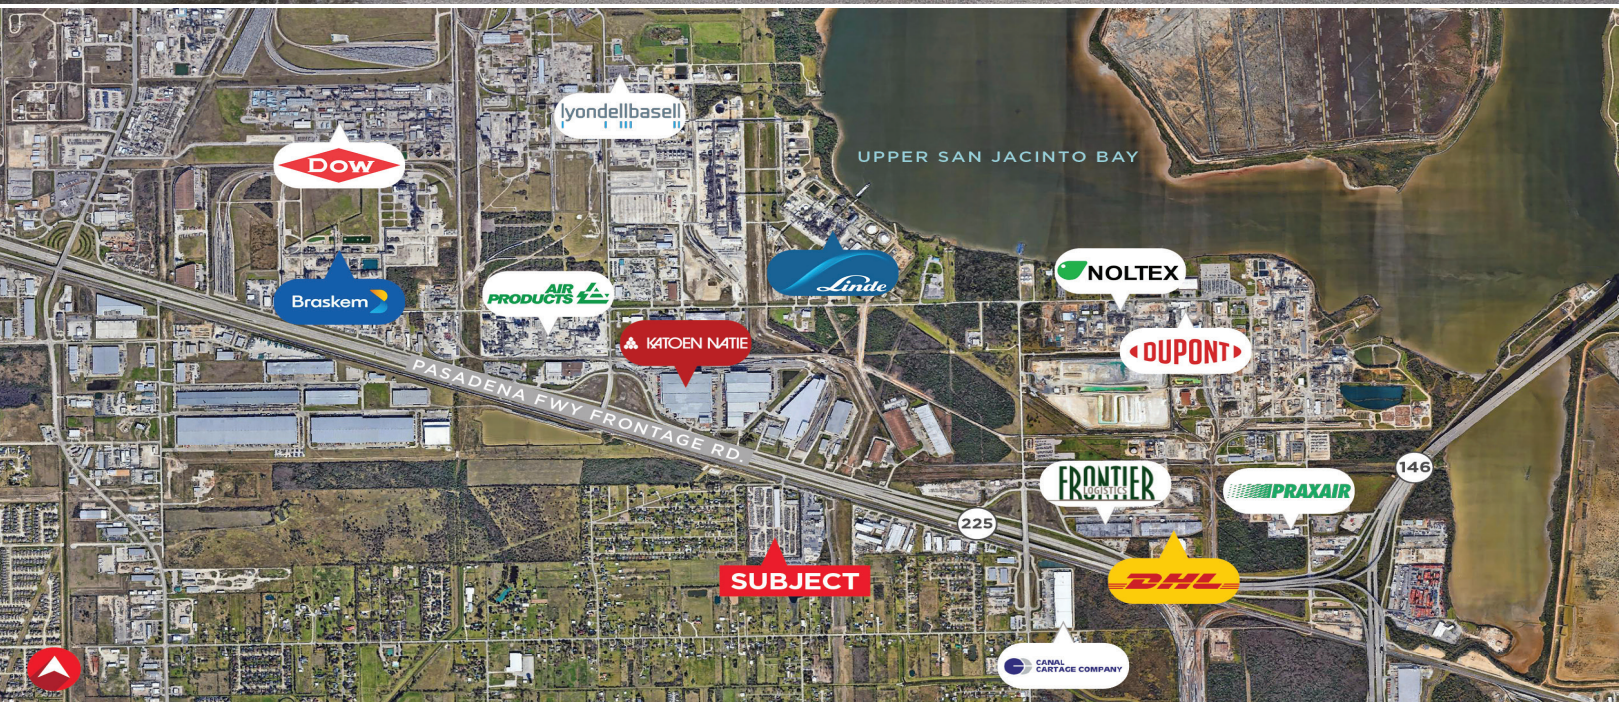 lyondellbasell
UPPER SAN JACINTO BAY
DOW
Braskem
AIR
PRODUCTS
Linde
NOLTEX
KATOEN NATIE
DUPONT
PASADENA FWY FRONTAGE RD.
146
FRONTIER
LOGISTICS
PRAXAIR
225
SUBJECT
DHL
CANAL
CARTAGE COMPANY